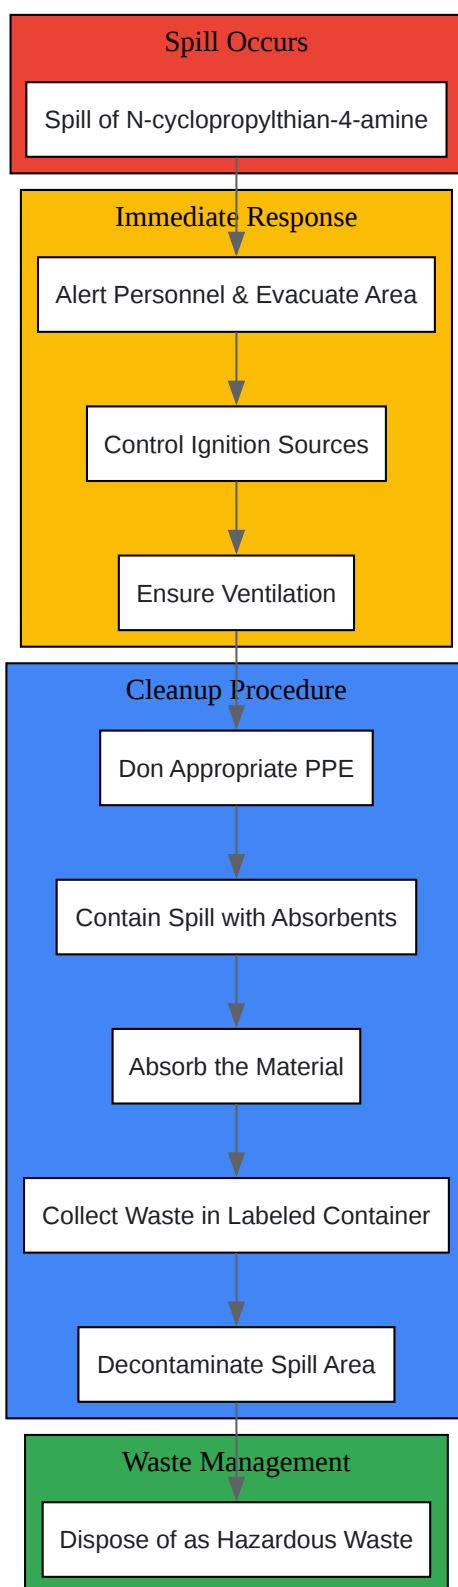 Spill Occurs
Spill of N-cyclopropylthian-4-amine
Immediate Response
Alert Personnel & Evacuate Area
Control Ignition Sources
Ensure Ventilation
Cleanup Procedure
Don Appropriate PPE
Contain Spill with Absorbents
Absorb the Material
Collect Waste in Labeled Container
Decontaminate Spill Area
Waste Management
Dispose of as Hazardous Waste